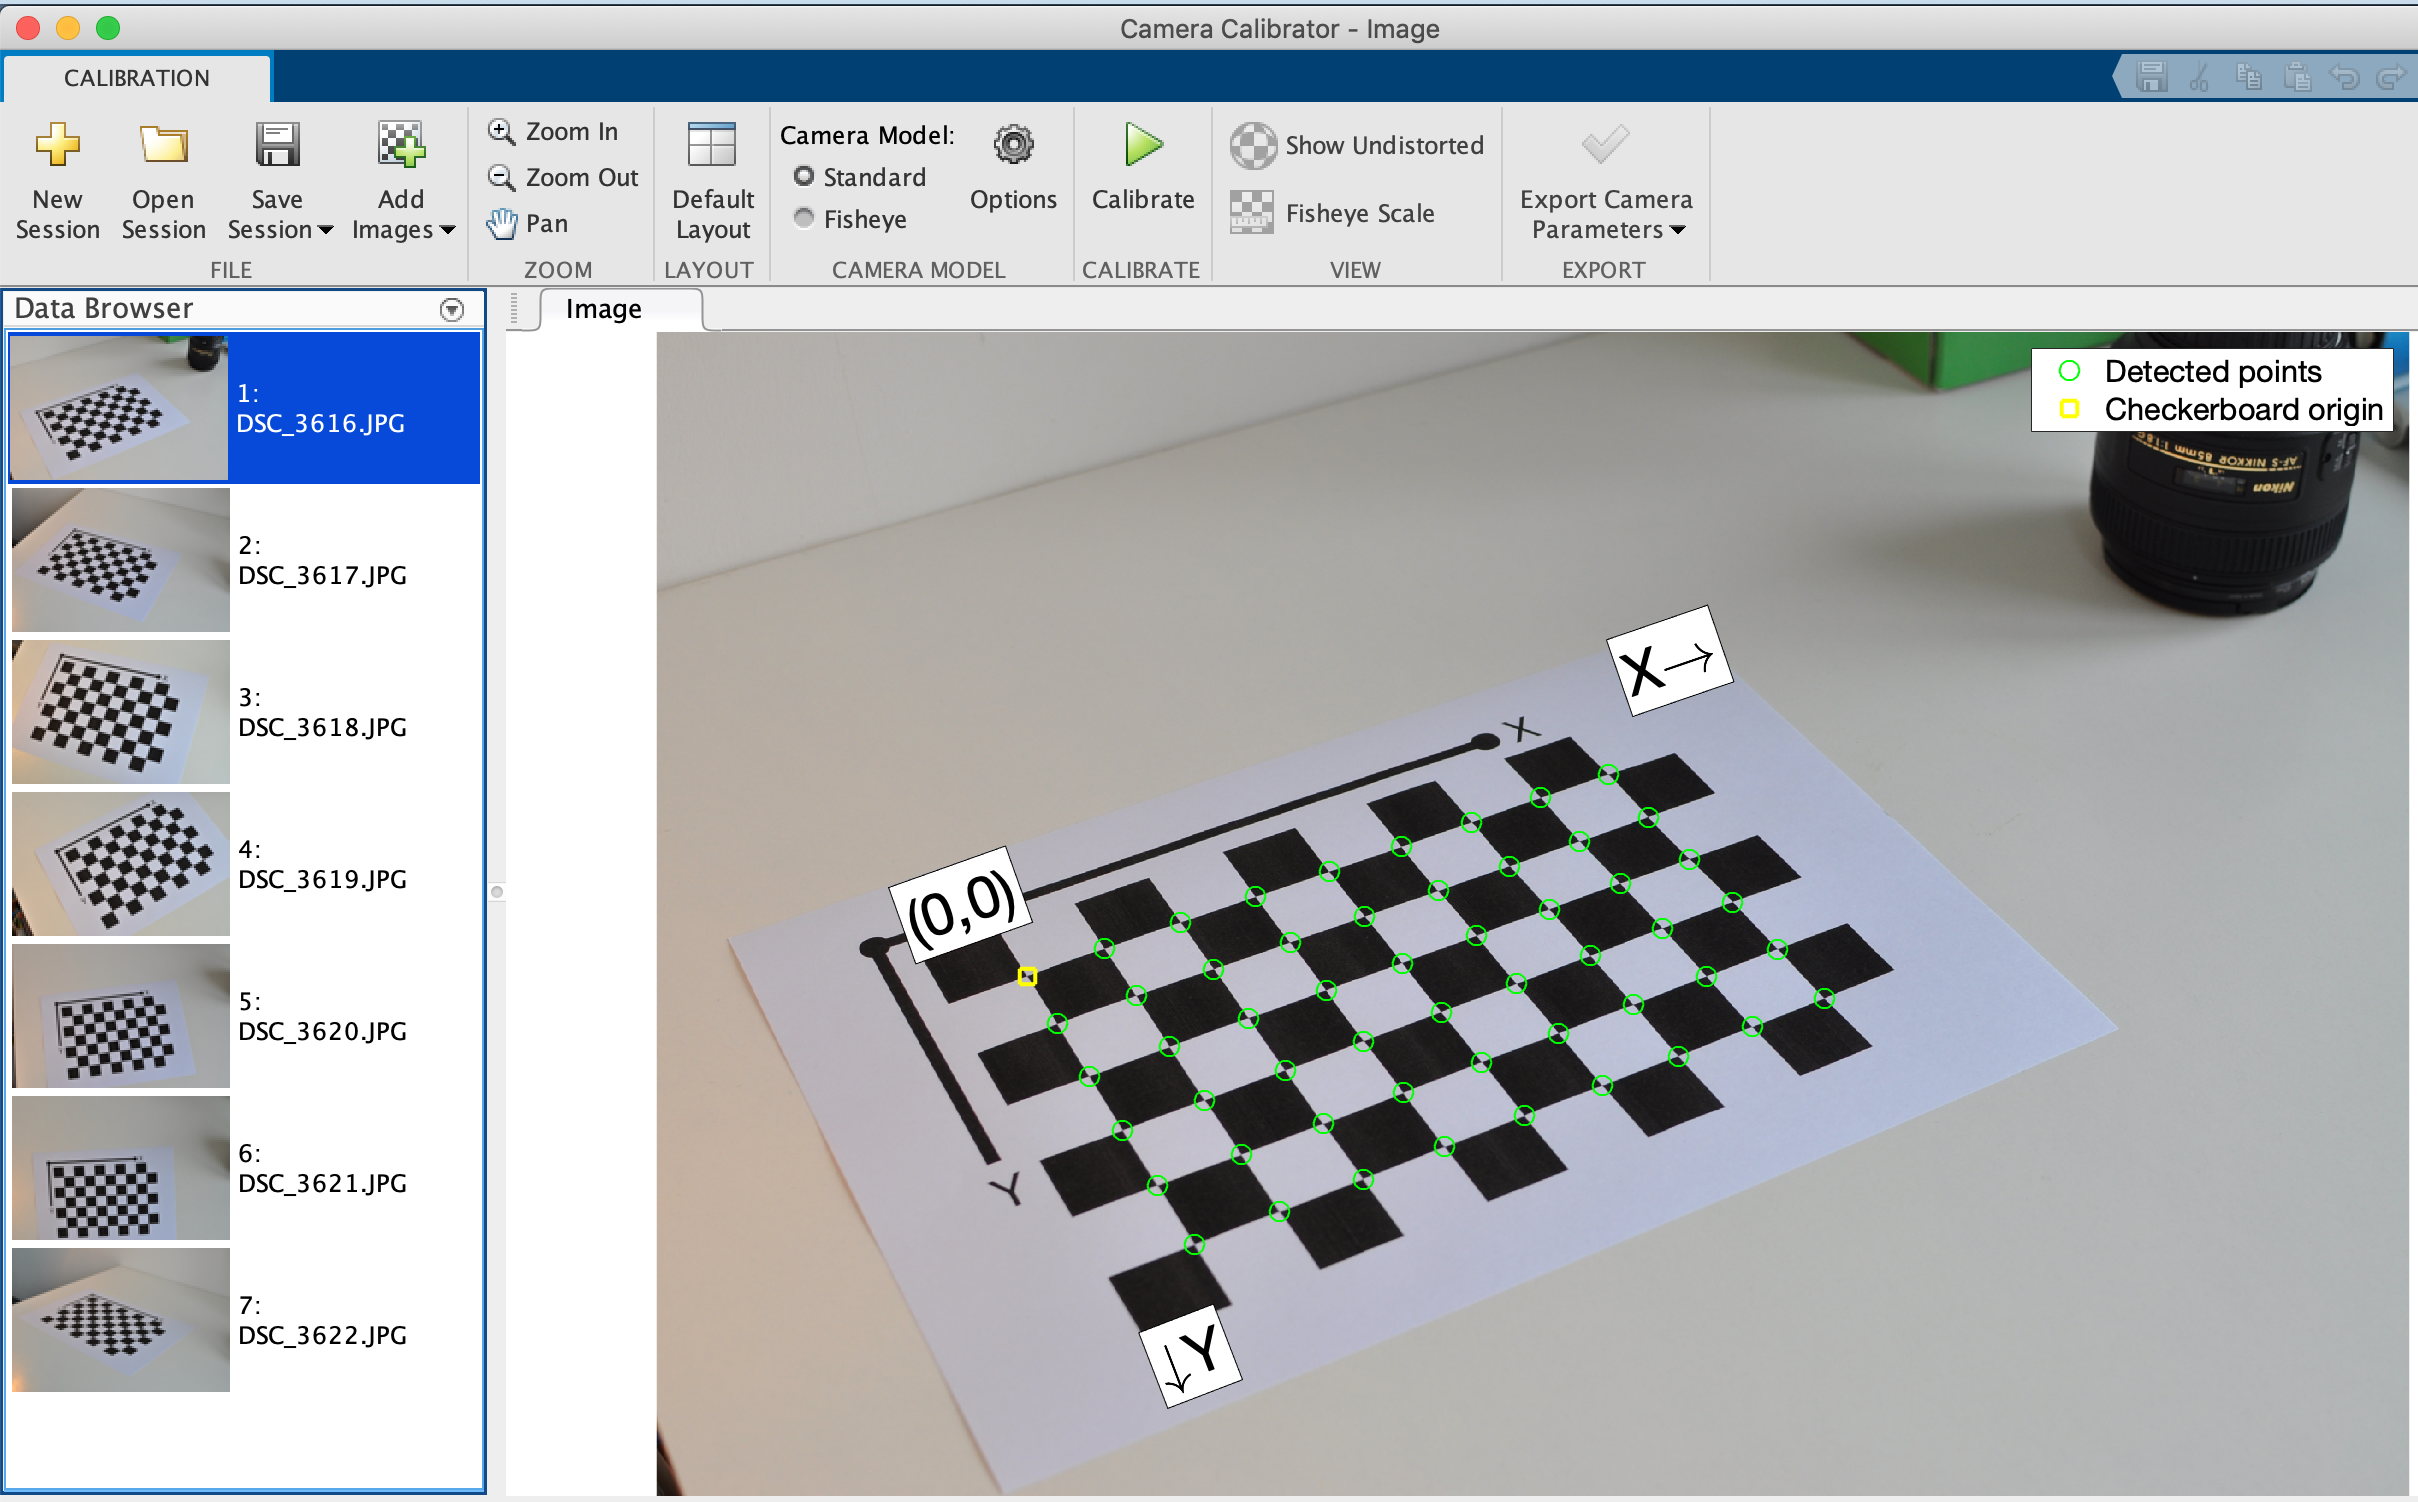 Camera Calibrator - Image
CALIBRATION
New Session
Open Session
Save Session
Add Images
FILE
Zoom In
Zoom Out
Pan
ZOOM
Default Layout
LAYOUT
Camera Model:
Standard
Fisheye
Options
CAMERA MODEL
Calibrate
CALIBRATE
Show Undistorted
Fisheye Scale
VIEW
Export Camera Parameters
EXPORT
Data Browser
1:
DSC_3616.JPG
2:
DSC_3617.JPG
3:
DSC_3618.JPG
4:
DSC_3619.JPG
5:
DSC_3620.JPG
6:
DSC_3621.JPG
7:
DSC_3622.JPG
Image
Detected points
Checkerboard origin
AF-S NIKKOR 85mm 1:1.8G
Nikon
X→
X
(0,0)
Y
↓Y